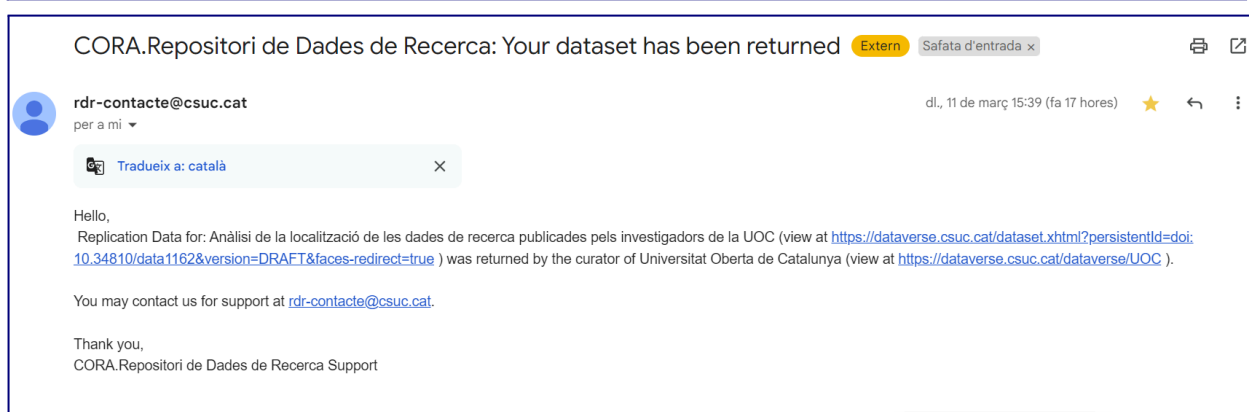 CORA.Repositori de Dades de Recerca: Your dataset has been returned Extern Safata d'entrada ×
rdr-contacte@csuc.cat dl., 11 de març 15:39 (fa 17 hores)
per a mi
Tradueix a: català
Hello,
Replication Data for: Anàlisi de la localització de les dades de recerca publicades pels investigadors de la UOC (view at https://dataverse.csuc.cat/dataset.xhtml?persistentId=doi:
10.34810/data1162&version=DRAFT&faces-redirect=true ) was returned by the curator of Universitat Oberta de Catalunya (view at https://dataverse.csuc.cat/dataverse/UOC ).
You may contact us for support at rdr-contacte@csuc.cat.
Thank you,
CORA.Repositori de Dades de Recerca Support